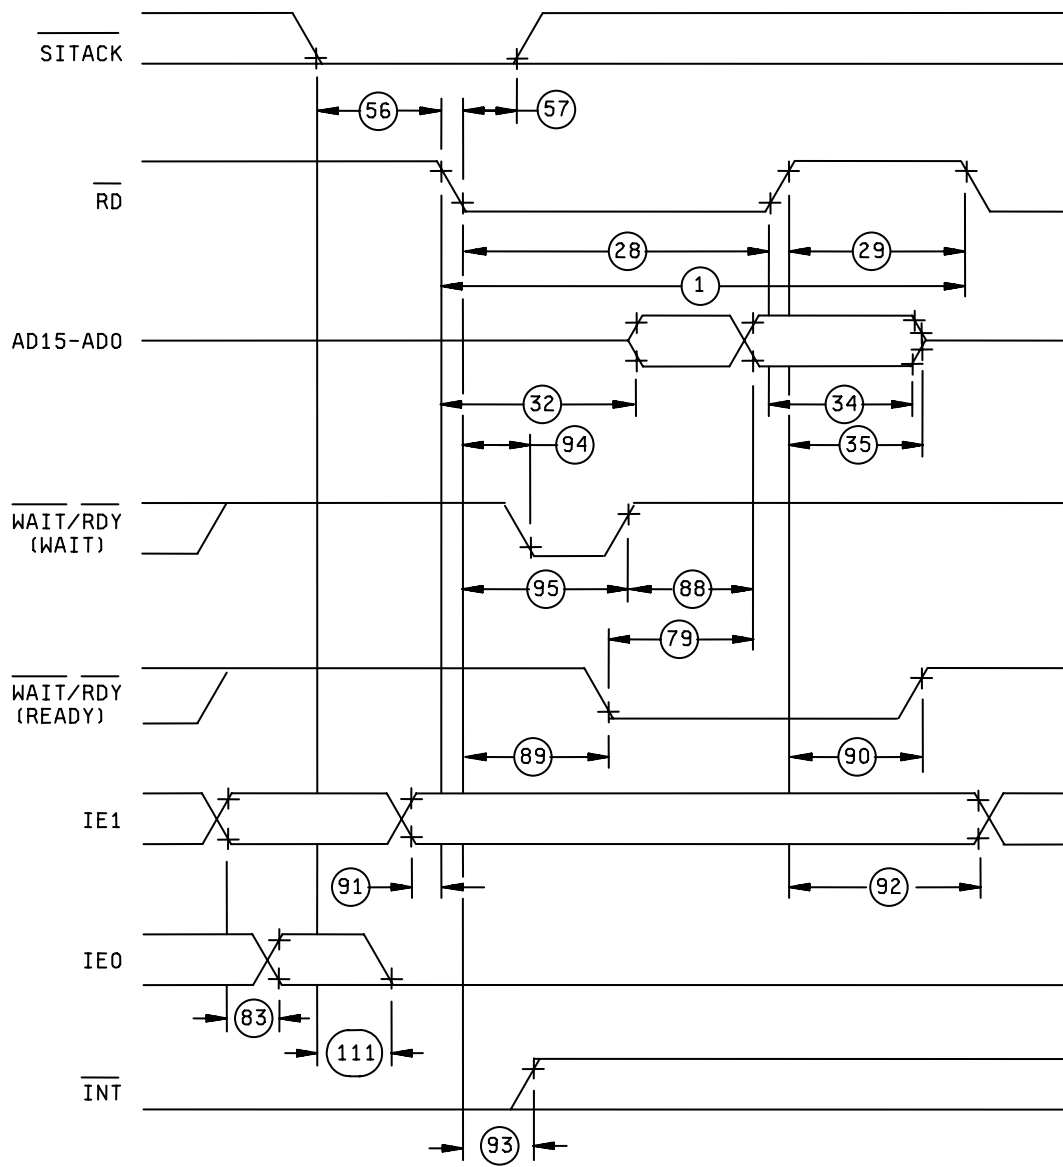 SITACK
56
57
RD
28
29
1
AD15-AD0
32
34
94
35
WAIT/RDY
(WAIT)
95
88
79
WAIT/RDY
(READY)
89
90
IE1
91
92
IEO
83
111
INT
93